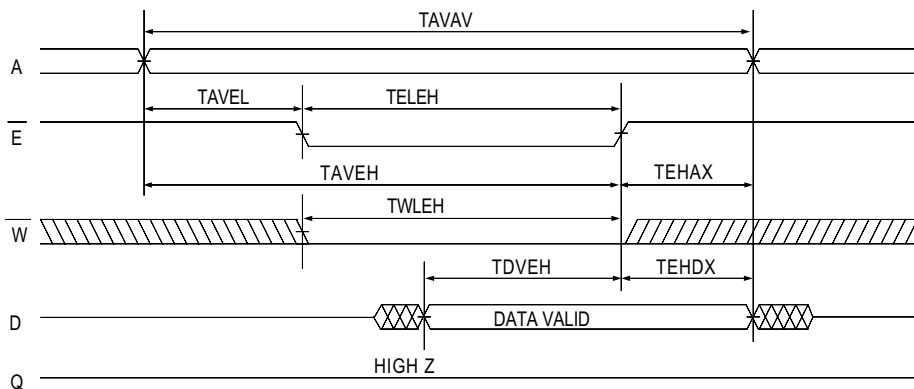 TAVAV
A
TAVEL TELEH
E
TAVEH TEHAX
TWLEH
W
TDVEH TEHDX
D DATA VALID
HIGH Z
Q